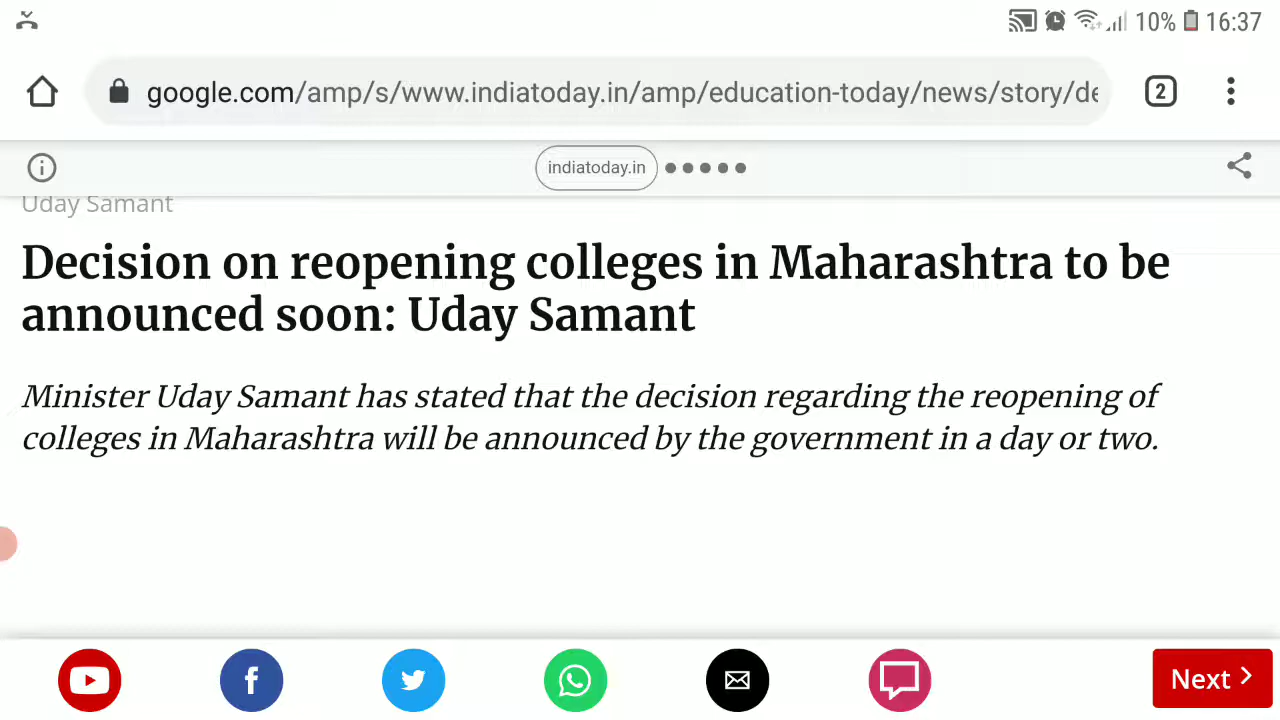 10% 16:37
google.com/amp/s/www.indiatoday.in/amp/education-today/news/story/de
2
indiatoday.in
Uday Samant
Decision on reopening colleges in Maharashtra to be
announced soon: Uday Samant
Minister Uday Samant has stated that the decision regarding the reopening of
colleges in Maharashtra will be announced by the government in a day or two.
Next